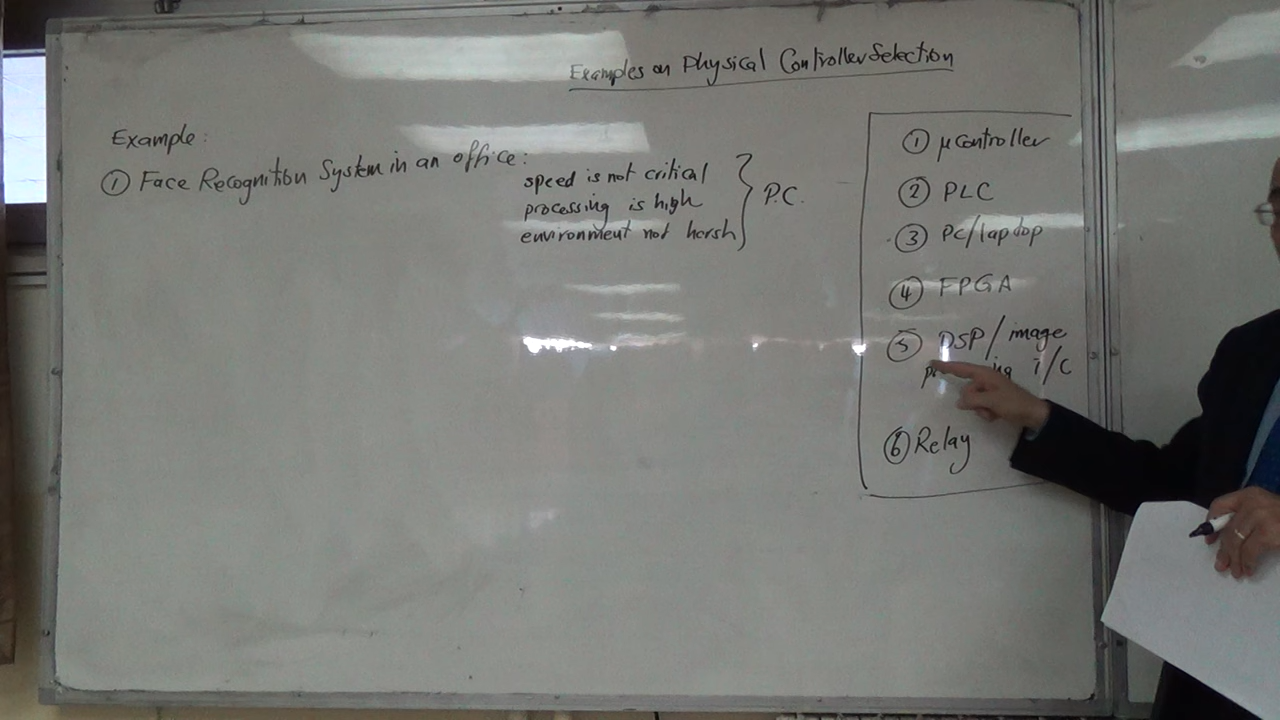 Examples on Physical Controller Selection
Example:
① Face Recognition System in an office:
speed is not critical
processing is high
environment not harsh
P.C.
① μController
② PLC
③ PC/laptop
④ FPGA
⑤ DSP/image
i/C
⑥ Relay